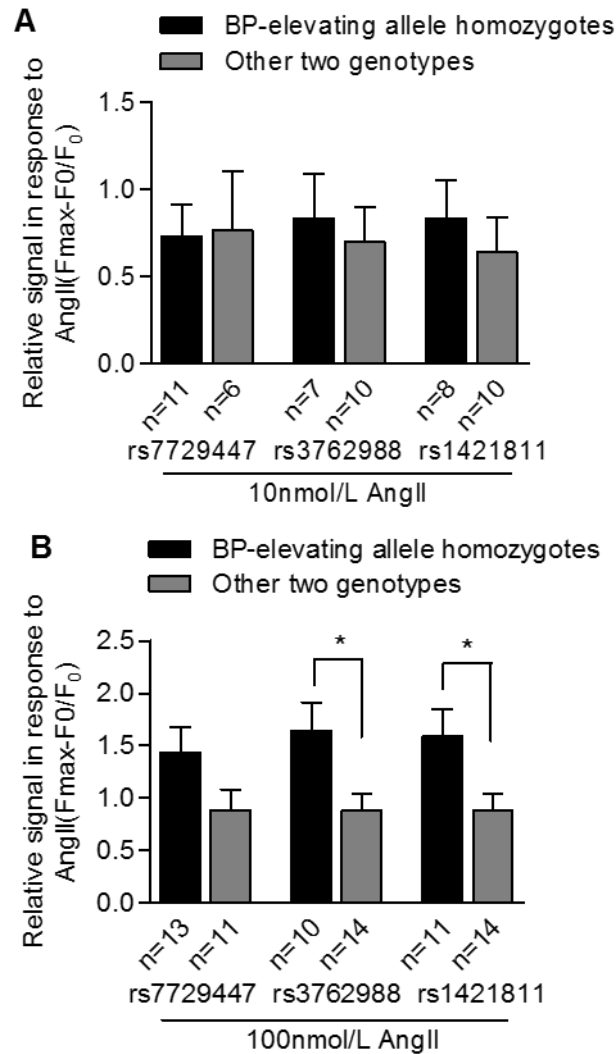 A
BP-elevating allele homozygotes
Other two genotypes
Relative signal in response to
AngII(Fmax-F0/F₀)
1.5
1.0
0.5
0.0
n=11 n=6 n=7 n=10 n=8 n=10
rs7729447 rs3762988 rs1421811
10nmol/L AngII
B
BP-elevating allele homozygotes
Other two genotypes
Relative signal in response to
AngII(Fmax-F0/F₀)
2.5
2.0
1.5
1.0
0.5
0.0
* *
n=13 n=11 n=10 n=14 n=11 n=14
rs7729447 rs3762988 rs1421811
100nmol/L AngII